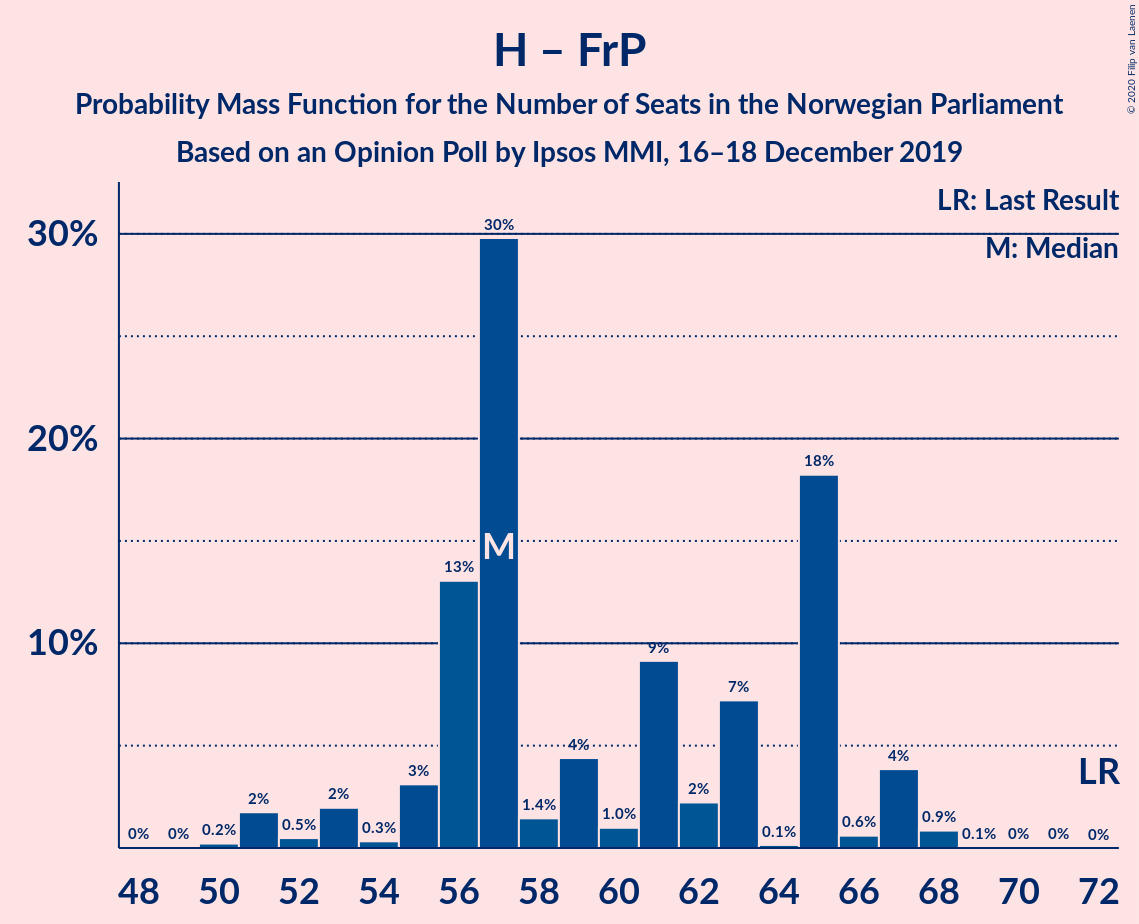 H – FrP
Probability Mass Function for the Number of Seats in the Norwegian Parliament
Based on an Opinion Poll by Ipsos MMI, 16–18 December 2019
© 2020 Filip van Laenen
LR: Last Result
M: Median
30%
20%
10%
0% 0% 0.2% 2% 0.5% 2% 0.3% 3% 13% 30% 1.4% 4% 1.0% 9% 2% 7% 0.1% 18% 0.6% 4% 0.9% 0.1% 0% 0% 0%
M
LR
48 50 52 54 56 58 60 62 64 66 68 70 72